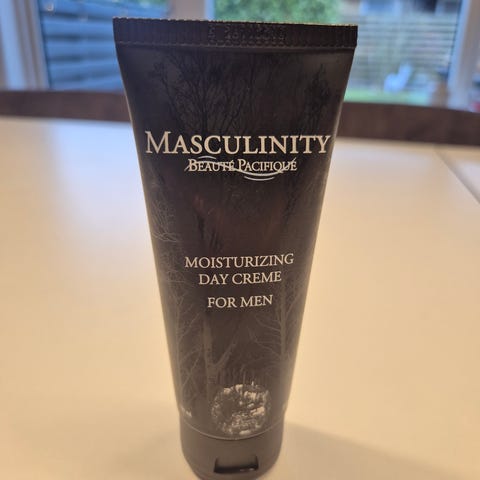 MASCULINITY
BEAUTÉ PACIFIQUE
MOISTURIZING
DAY CREME
FOR MEN